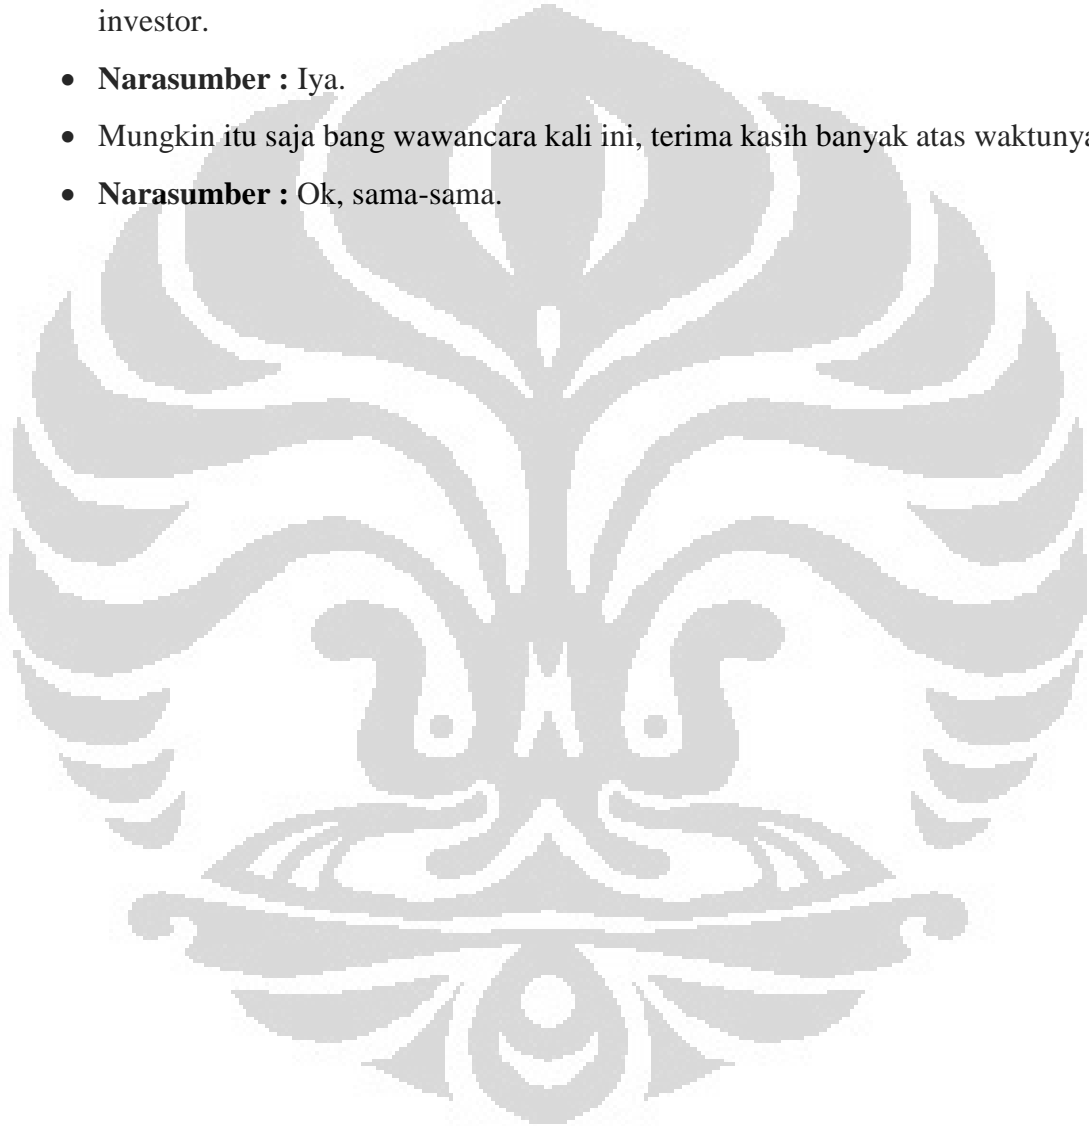 investor.
• Narasumber : Iya.
• Mungkin itu saja bang wawancara kali ini, terima kasih banyak atas waktunya
• Narasumber : Ok, sama-sama.